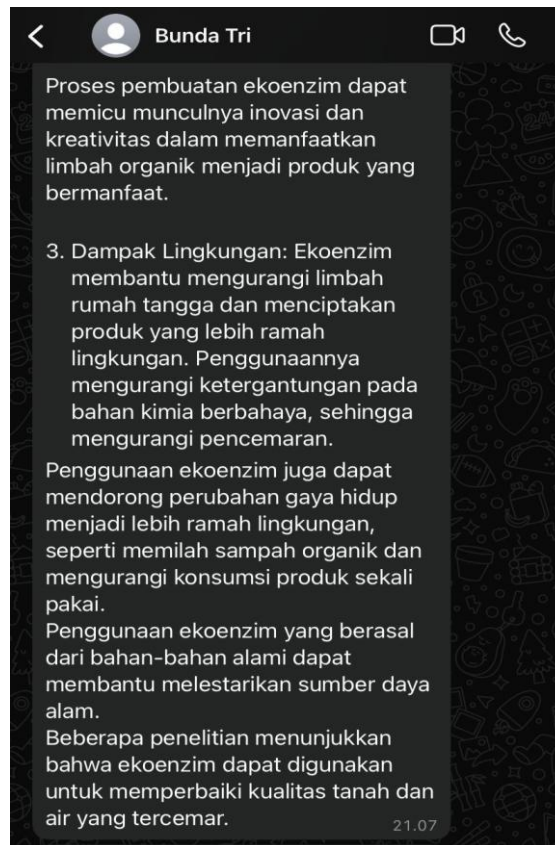 Bunda Tri
Proses pembuatan ekoenzim dapat
memicu munculnya inovasi dan
kreativitas dalam memanfaatkan
limbah organik menjadi produk yang
bermanfaat.
3. Dampak Lingkungan: Ekoenzim
membantu mengurangi limbah
rumah tangga dan menciptakan
produk yang lebih ramah
lingkungan. Penggunaannya
mengurangi ketergantungan pada
bahan kimia berbahaya, sehingga
mengurangi pencemaran.
Penggunaan ekoenzim juga dapat
mendorong perubahan gaya hidup
menjadi lebih ramah lingkungan,
seperti memilah sampah organik dan
mengurangi konsumsi produk sekali
pakai.
Penggunaan ekoenzim yang berasal
dari bahan-bahan alami dapat
membantu melestarikan sumber daya
alam.
Beberapa penelitian menunjukkan
bahwa ekoenzim dapat digunakan
untuk memperbaiki kualitas tanah dan
air yang tercemar.
21.07